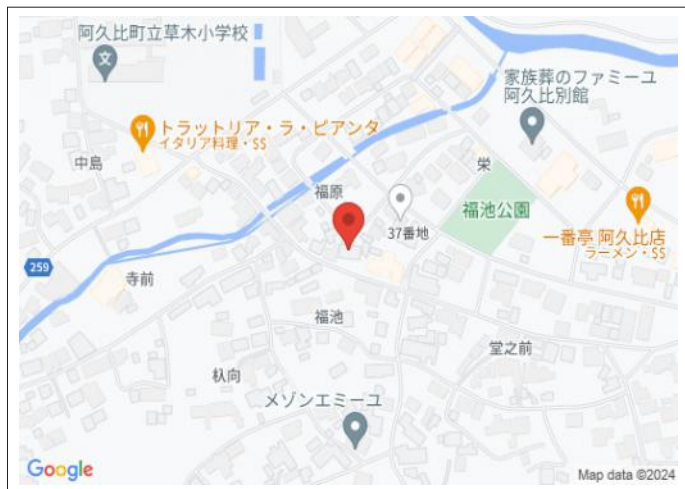 阿久比町立草木小学校
文
家族葬のファミーユ
阿久比別館
トラットリア・ラ・ピアンタ
イタリア料理・$$
中島
栄
福原
37番地
福池公園
一番亭 阿久比店
ラーメン・$$
259
寺前
福池
堂之前
杁向
メゾンエミーユ
Google
Map data ©2024